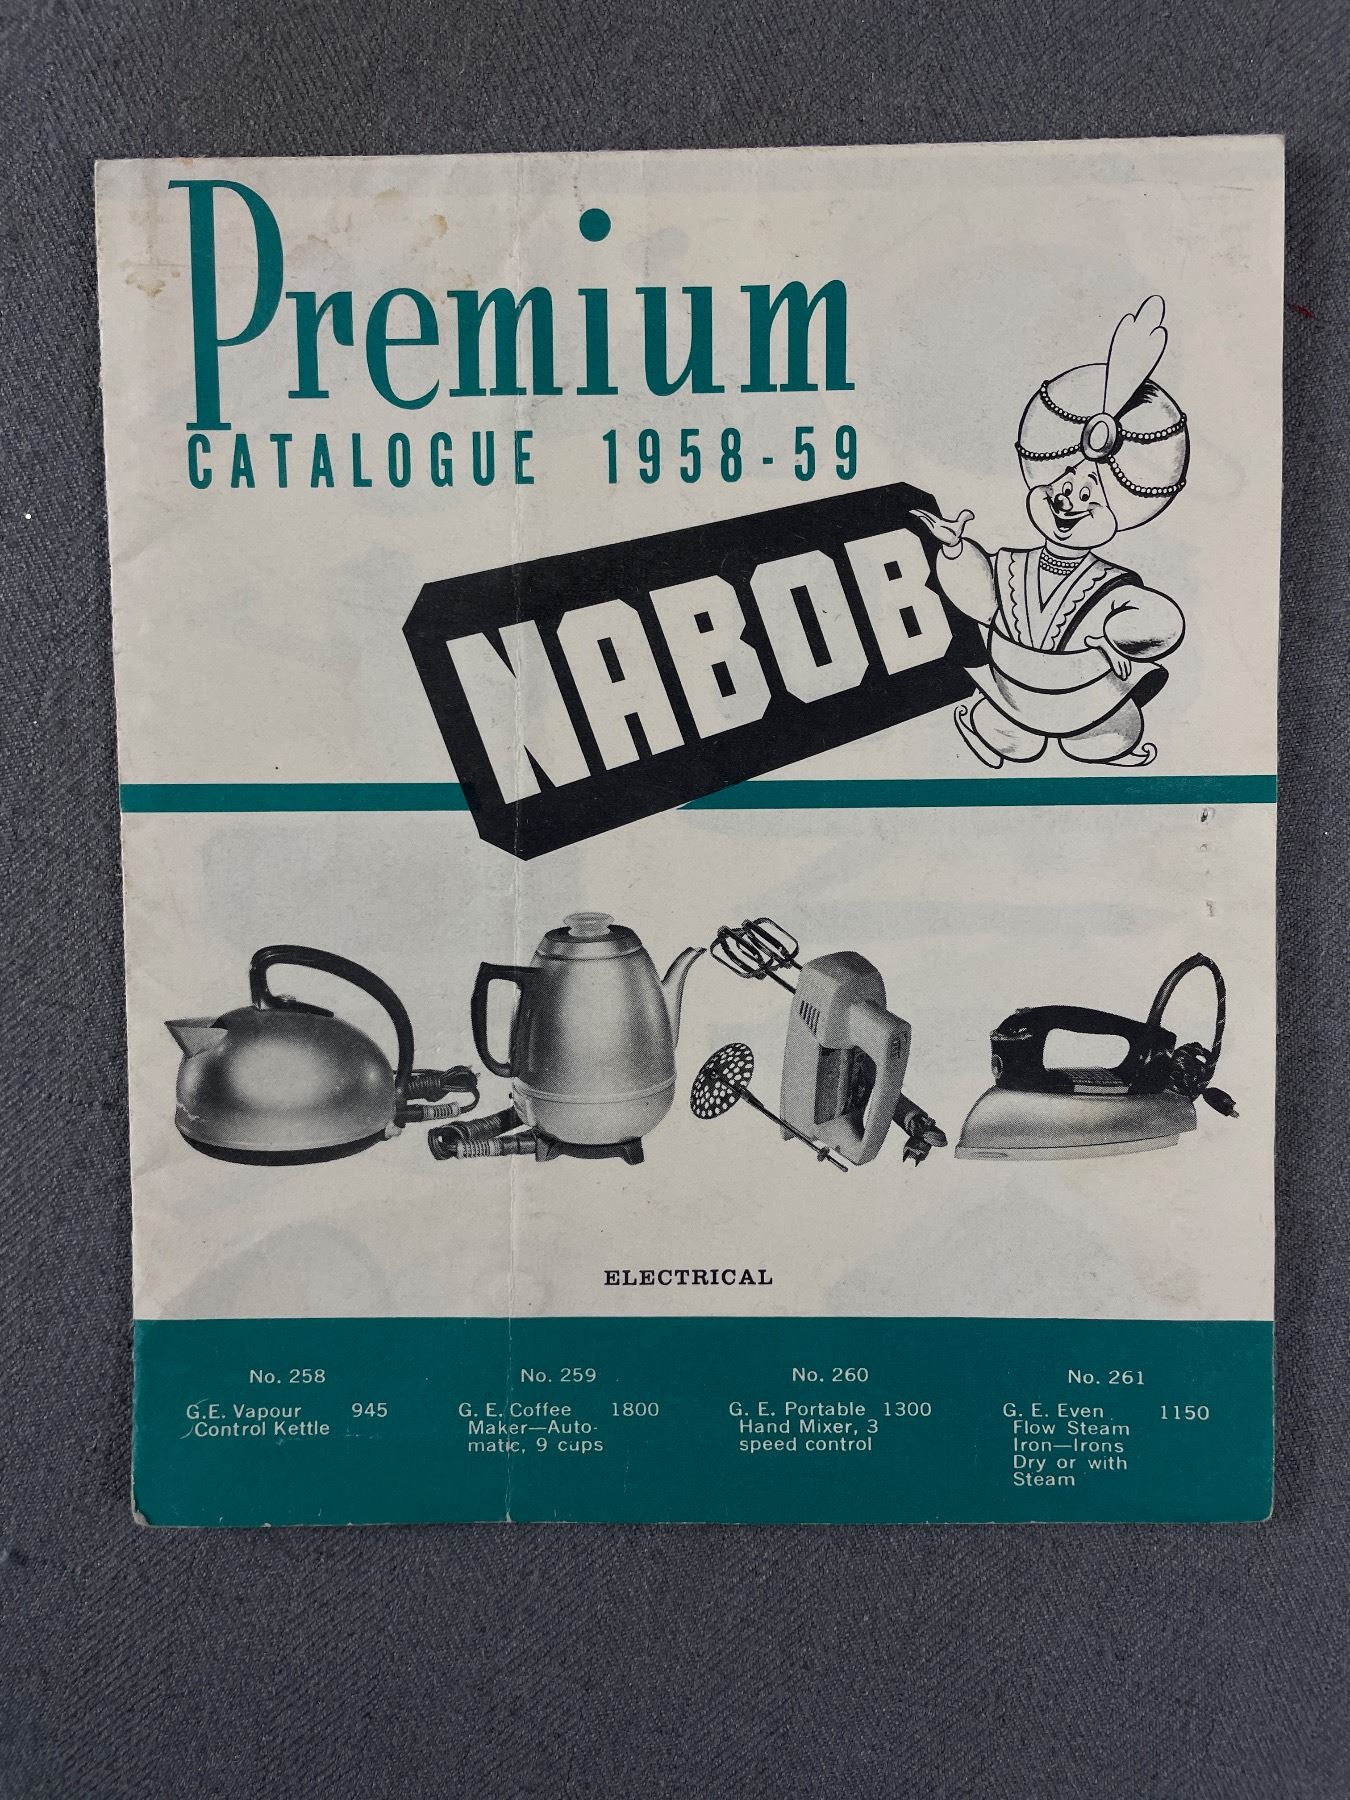 Premium
CATALOGUE 1958-59
NABOB
ELECTRICAL
No. 258
G.E. Vapour 945
Control Kettle
No. 259
G. E. Coffee 1800
Maker—Auto-
matic, 9 cups
No. 260
G. E. Portable 1300
Hand Mixer, 3
speed control
No. 261
G. E. Even 1150
Flow Steam
Iron—Irons
Dry or with
Steam